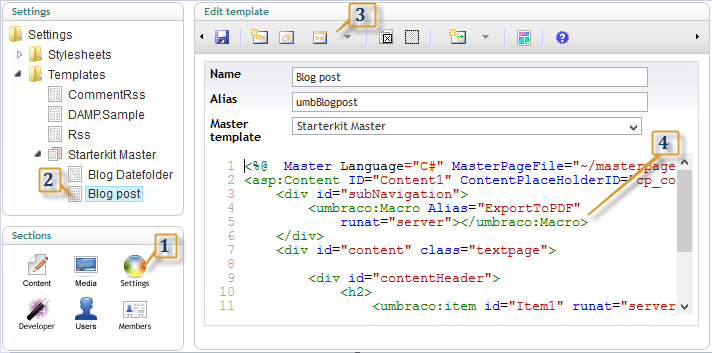 Settings
Settings
Stylesheets
Templates
CommentRss
DAMP.Sample
Rss
Starterkit Master
Blog Datefolder
2
Blog post
Sections
1
Content Media Settings
Developer Users Members
Edit template
3
Name Blog post
Alias umbBlogpost
Master template Starterkit Master
4
1 <%@ Master Language="C#" MasterPageFile="~/masterpage
2 <asp:Content ID="Content1" ContentPlaceHolderID="cp_co
3 <div id="subNavigation">
4 <umbraco:Macro Alias="ExportToPDF"
5 runat="server"></umbraco:Macro>
6 </div>
7 <div id="content" class="textpage">
8
9 <div id="contentHeader">
10 <h2>
11 <umbraco:item id="Item1" runat="server